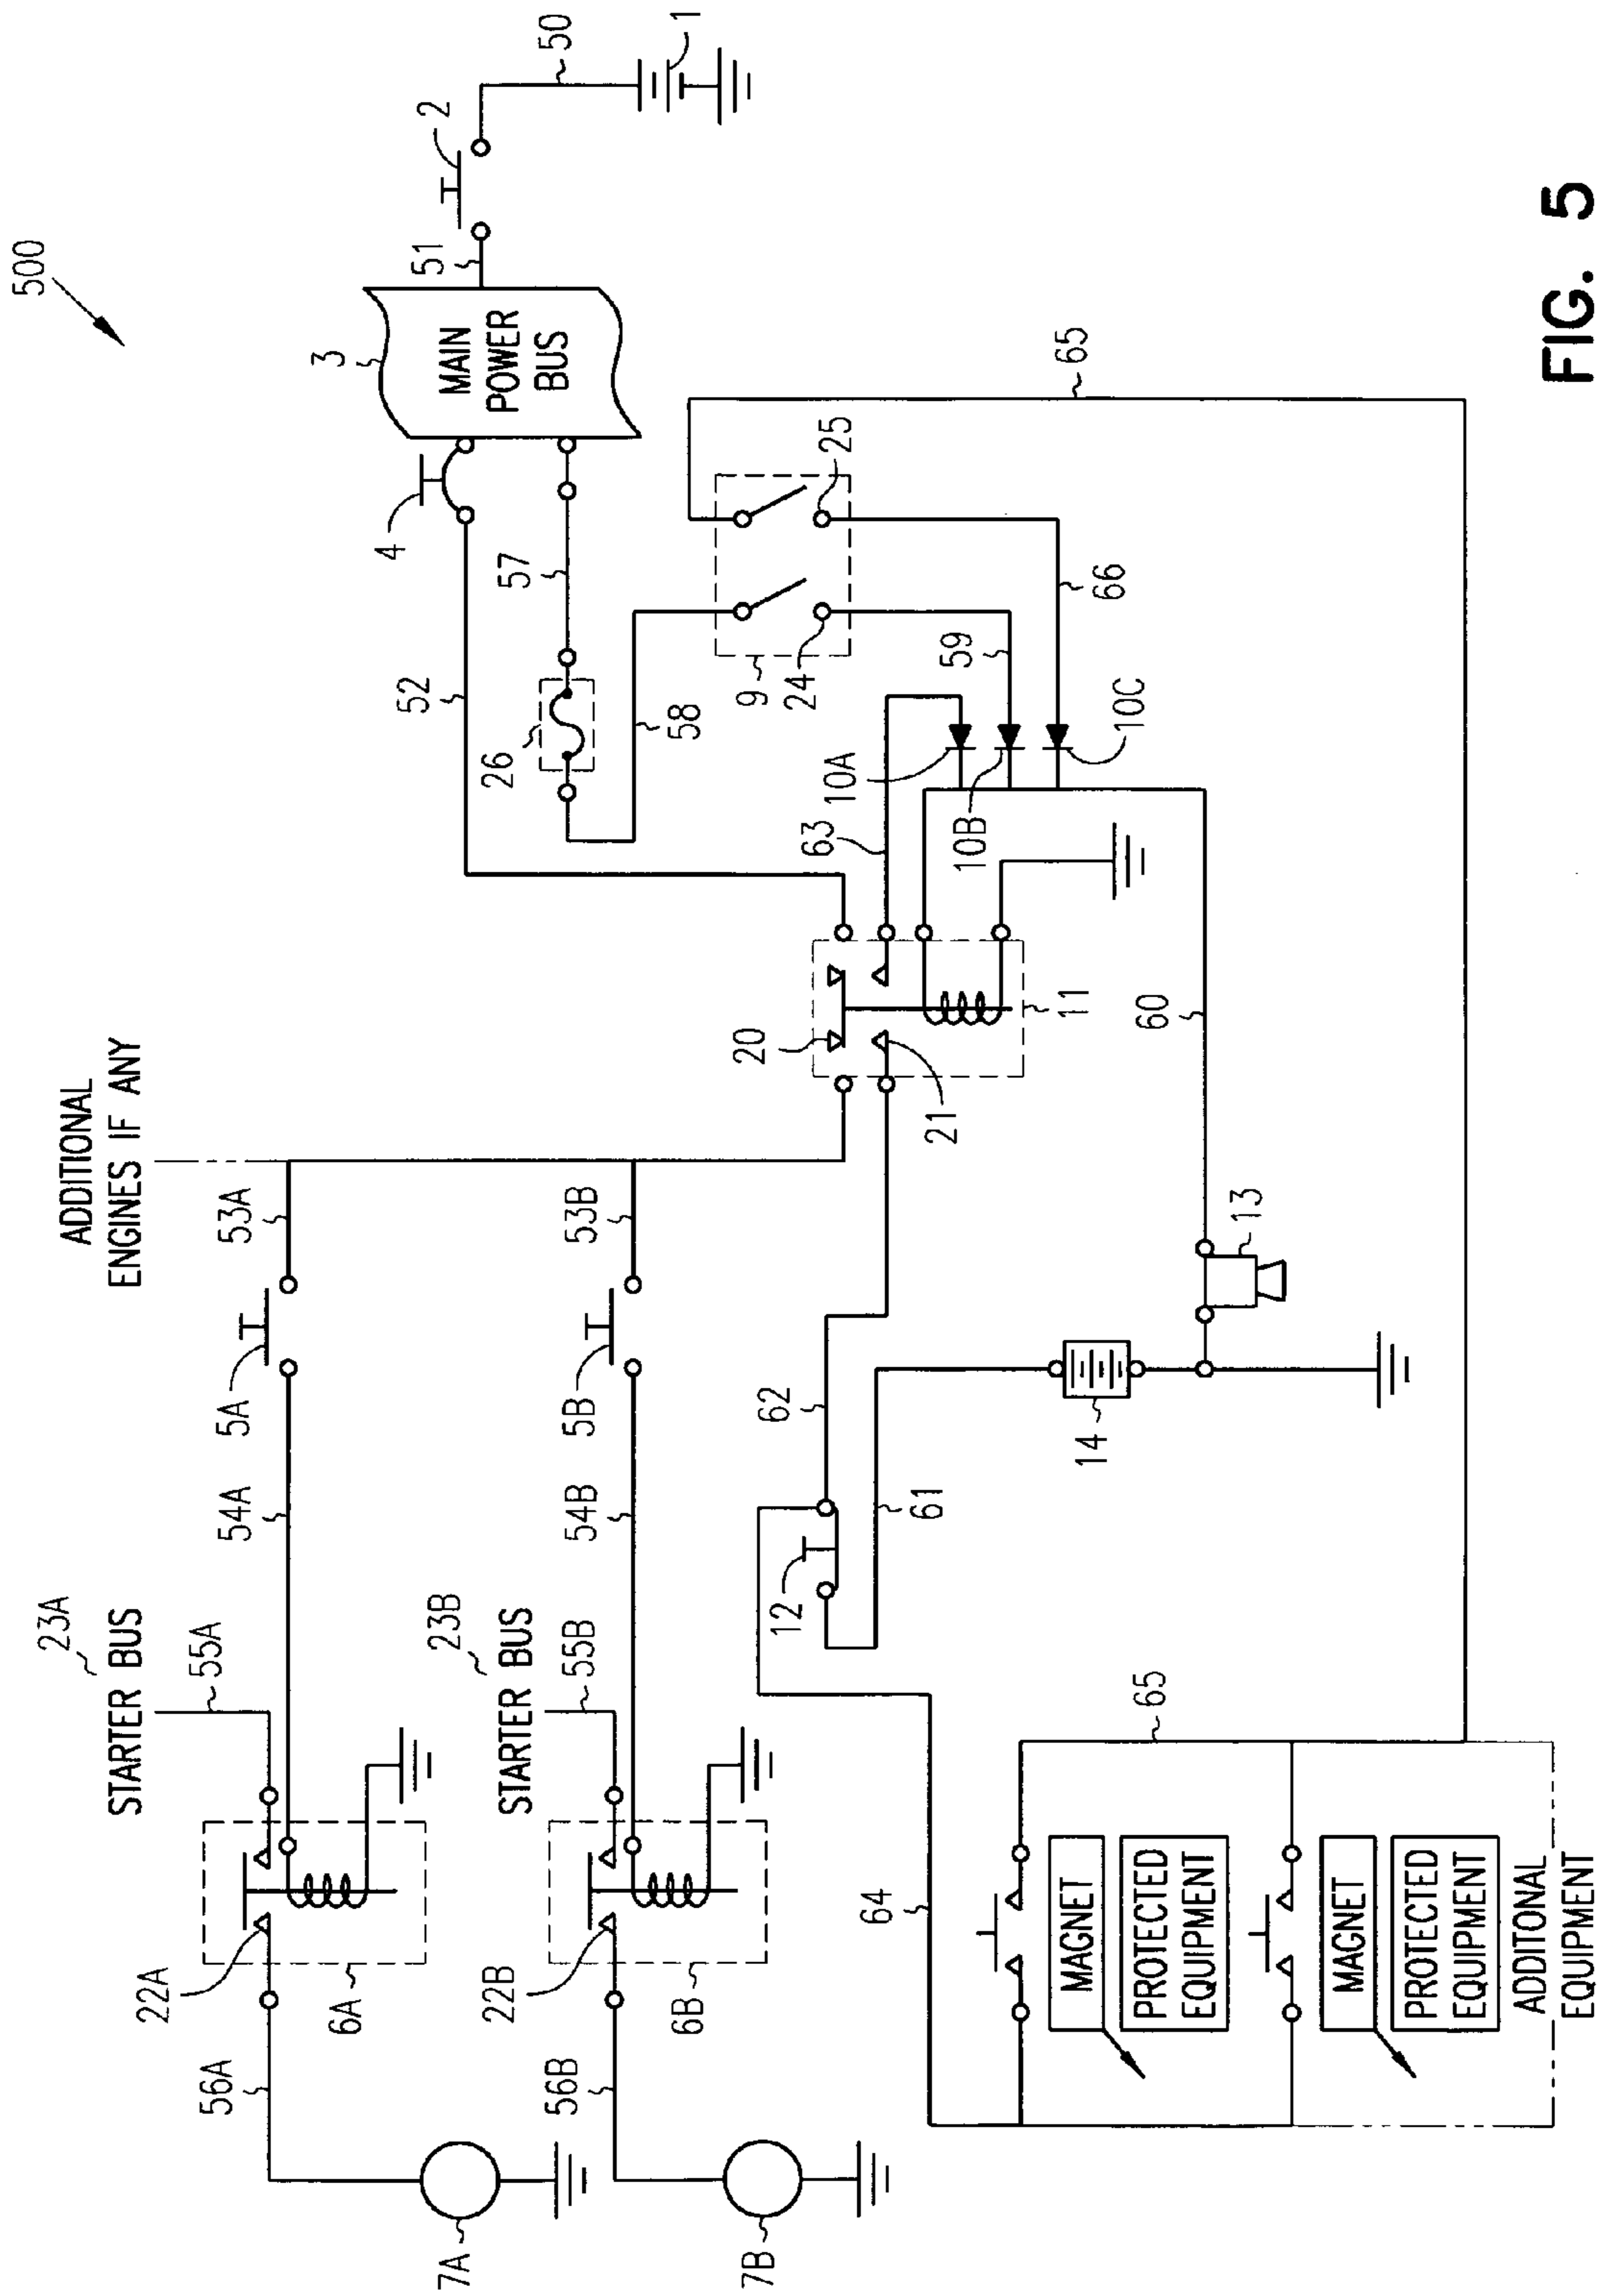 500
50
1
2
51
3
MAIN
POWER
BUS
4
52
57
26
58
9
24
25
65
59
66
63
10A
10B
10C
20
11
21
60
ADDITIONAL
ENGINES IF ANY
53A
53B
5A
5B
54A
54B
62
12
61
14
13
23A
STARTER BUS
55A
23B
STARTER BUS
55B
22A
6A
22B
6B
56A
56B
7A
7B
64
65
MAGNET
PROTECTED
EQUIPMENT
MAGNET
PROTECTED
EQUIPMENT
ADDITONAL
EQUIPMENT
FIG. 5